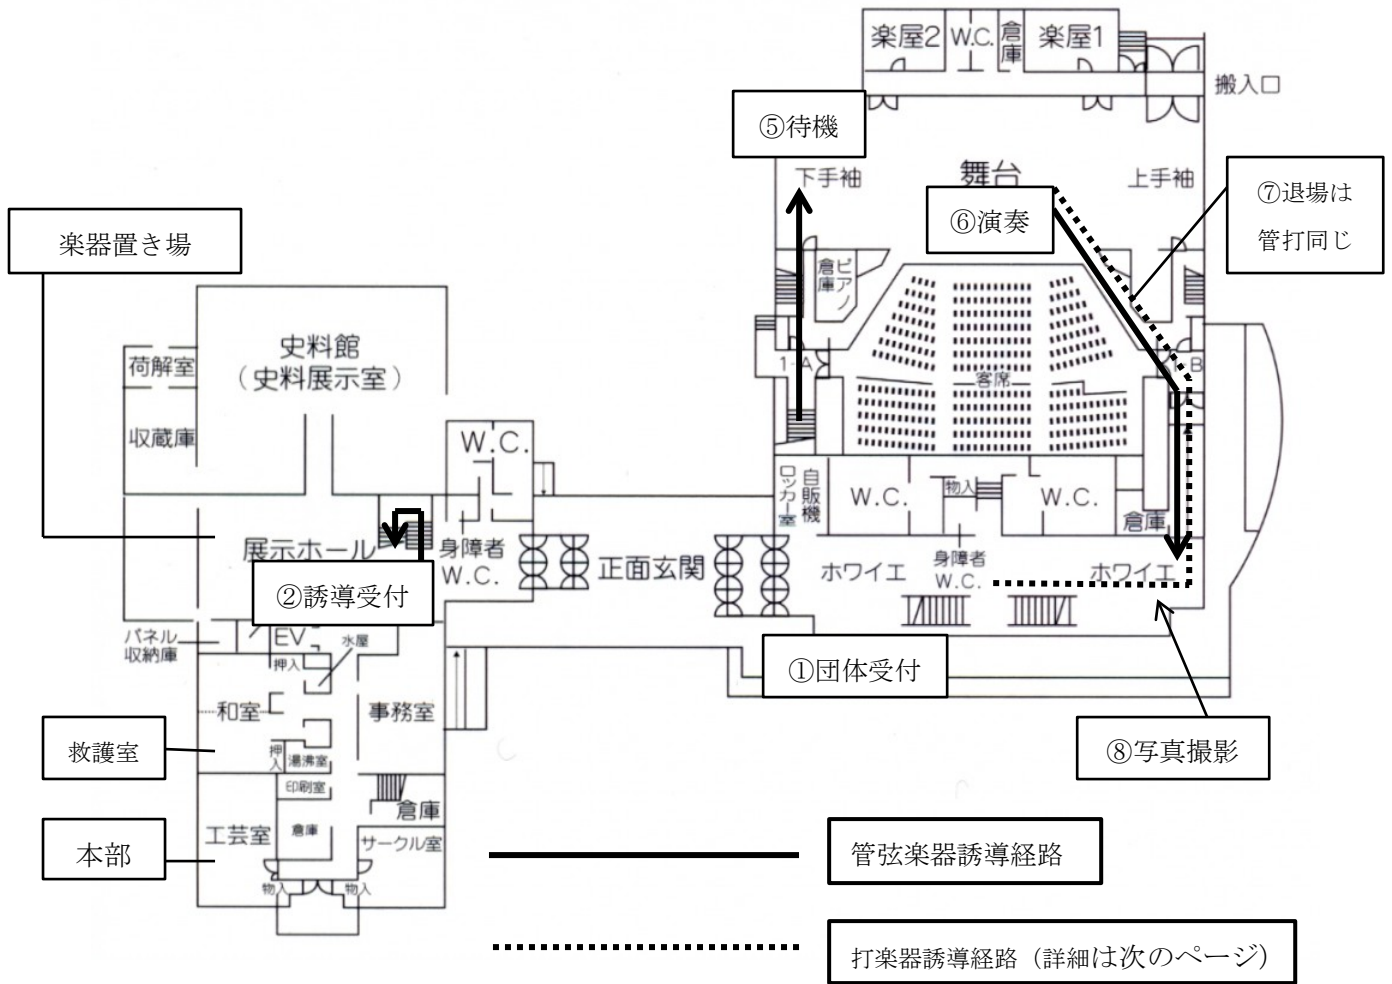 楽屋2
W.C.
倉庫
楽屋1
搬入口
⑤待機
下手袖
舞台
上手袖
⑦退場は
管打同じ
⑥演奏
楽器置き場
ピアノ
倉庫
史料館
(史料展示室)
荷解室
収蔵庫
1-A
客席
B
W.C.
ロッカー室
自販機
W.C.
物入
W.C.
倉庫
展示ホール
身障者
W.C.
正面玄関
ホワイエ
身障者
W.C.
ホワイエ
②誘導受付
パネル
収納庫
EV
水屋
押入
①団体受付
和室
事務室
救護室
押入
湯沸室
⑧写真撮影
印刷室
倉庫
工芸室
倉庫
サークル室
本部
管弦楽器誘導経路
物入
物入
打楽器誘導経路(詳細は次のページ)